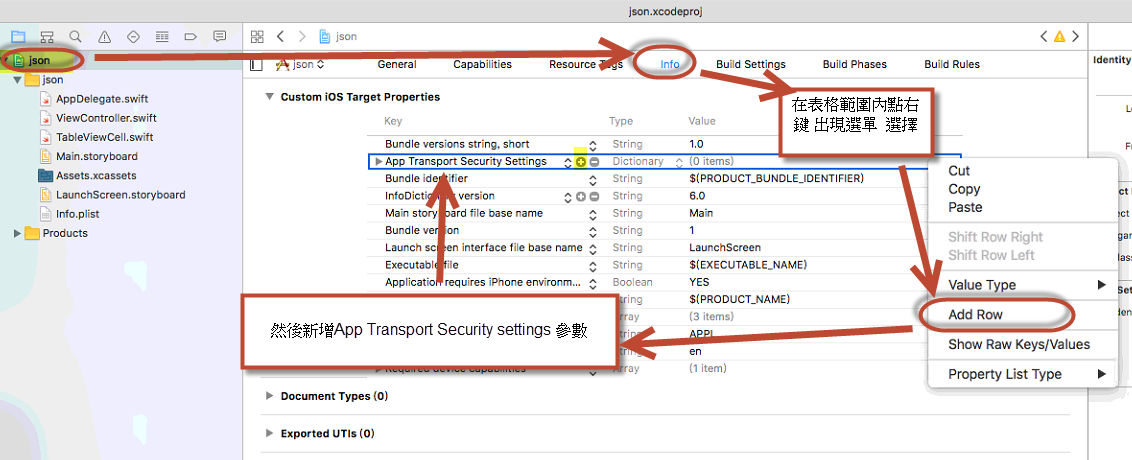 json.xcodeproj
json
json
General
Capabilities
Resource Tags
Info
Build Settings
Build Phases
Build Rules
Identity
json
json
AppDelegate.swift
ViewController.swift
TableViewCell.swift
Main.storyboard
Assets.xcassets
LaunchScreen.storyboard
Info.plist
Products
Custom iOS Target Properties
Key Type Value
Bundle versions string, short String 1.0
App Transport Security Settings Dictionary (0 items)
Bundle identifier String $(PRODUCT_BUNDLE_IDENTIFIER)
InfoDictionary version String 6.0
Main storyboard file base name String Main
Bundle version String 1
Launch screen interface file base name String LaunchScreen
Executable file String $(EXECUTABLE_NAME)
Application requires iPhone environm... Boolean YES
String $(PRODUCT_NAME)
Array (3 items)
String APPL
String en
Required device capabilities Array (1 item)
Document Types (0)
Exported UTIs (0)
在表格範圍內點右
鍵 出現選單 選擇
然後新增App Transport Security settings 參數
Cut
Copy
Paste
Shift Row Right
Shift Row Left
Value Type
Add Row
Show Raw Keys/Values
Property List Type